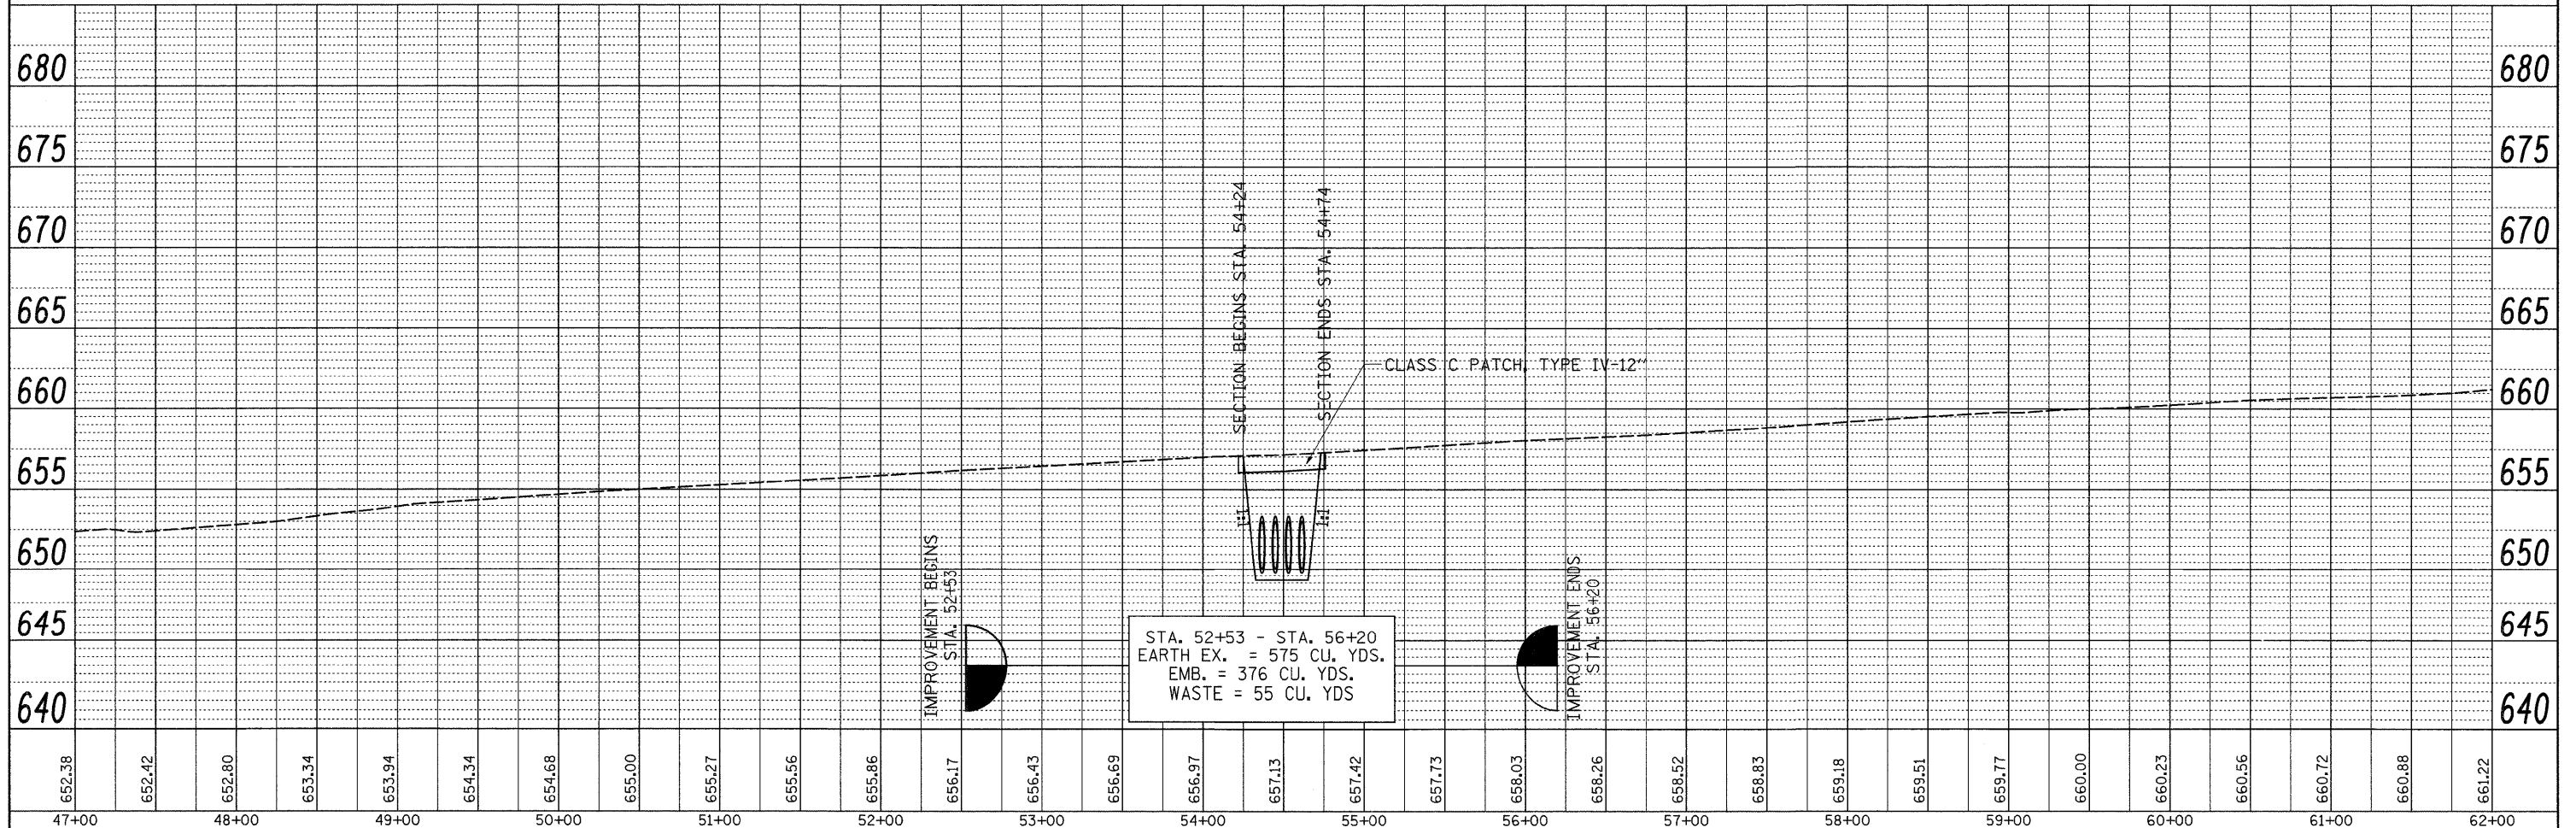 680 680
675 675
670 670
665 665
660 660
655 655
650 650
645 645
640 640
SECTION BEGINS STA. 54+24
SECTION ENDS STA. 54+74
CLASS C PATCH, TYPE IV-12"
1:1 1:1
IMPROVEMENT BEGINS
STA. 52+53
STA. 52+53 - STA. 56+20
EARTH EX. = 575 CU. YDS.
EMB. = 376 CU. YDS.
WASTE = 55 CU. YDS
IMPROVEMENT ENDS
STA. 56+20
652.38 652.42 652.80 653.34 653.94 654.34 654.68 655.00 655.27 655.56 655.86 656.17 656.43 656.69 656.97 657.13 657.42 657.73 658.03 658.26 658.52 658.83 659.18 659.51 659.77 660.00 660.23 660.56 660.72 660.88 661.22
47+00 48+00 49+00 50+00 51+00 52+00 53+00 54+00 55+00 56+00 57+00 58+00 59+00 60+00 61+00 62+00